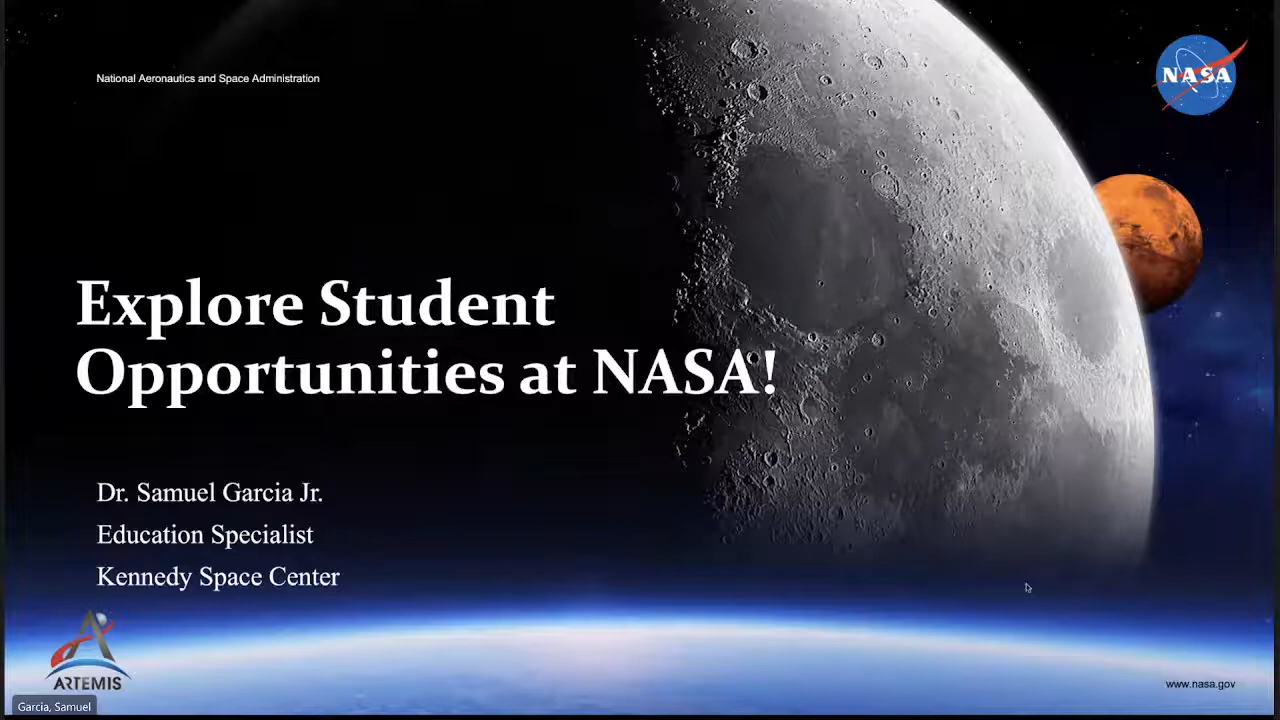 National Aeronautics and Space Administration
NASA
Explore Student
Opportunities at NASA!
Dr. Samuel Garcia Jr.
Education Specialist
Kennedy Space Center
ARTEMIS
www.nasa.gov
Garcia, Samuel